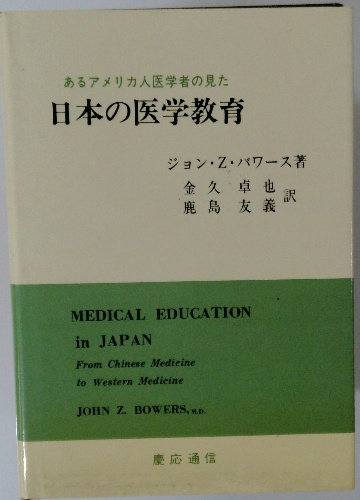 あるアメリカ人医学者の見た
日本の医学教育
ジョン・Z・バワース著
金久卓也
鹿島友義
訳
MEDICAL EDUCATION
in JAPAN
From Chinese Medicine
to Western Medicine
JOHN Z. BOWERS, M.D.
慶応通信